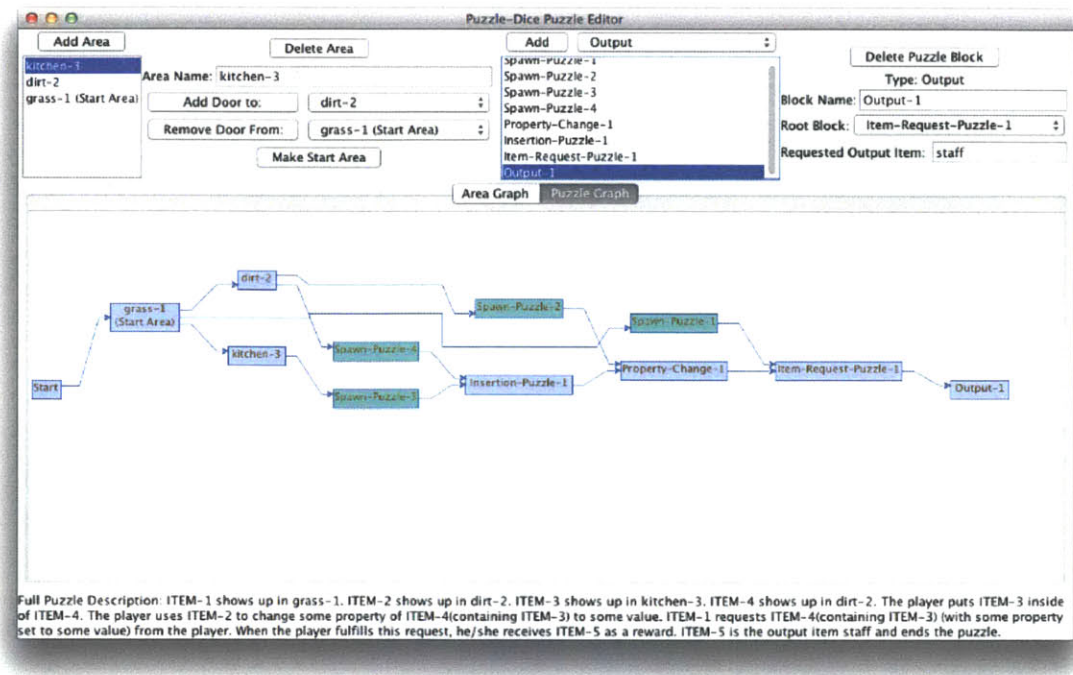 Puzzle-Dice Puzzle Editor
Add Area
Delete Area
Add
Output
Delete Puzzle Block
kitchen-3
dirt-2
grass-1 (Start Area)
Area Name: kitchen-3
Add Door to:
dirt-2
Remove Door From:
grass-1 (Start Area)
Make Start Area
Spawn-Puzzle-1
Spawn-Puzzle-2
Spawn-Puzzle-3
Spawn-Puzzle-4
Property-Change-1
Insertion-Puzzle-1
Item-Request-Puzzle-1
Output-1
Type: Output
Block Name: Output-1
Root Block: Item-Request-Puzzle-1
Requested Output Item: staff
Area Graph
Puzzle Graph
dirt-2
grass-1
(Start Area)
Spawn-Puzzle-2
Spawn-Puzzle-1
kitchen-3
Spawn-Puzzle-4
Start
Insertion-Puzzle-1
Property-Change-1
Item-Request-Puzzle-1
Output-1
Spawn-Puzzle-3
Full Puzzle Description: ITEM-1 shows up in grass-1. ITEM-2 shows up in dirt-2. ITEM-3 shows up in kitchen-3. ITEM-4 shows up in dirt-2. The player puts ITEM-3 inside
of ITEM-4. The player uses ITEM-2 to change some property of ITEM-4(containing ITEM-3) to some value. ITEM-1 requests ITEM-4(containing ITEM-3) (with some property
set to some value) from the player. When the player fulfills this request, he/she receives ITEM-5 as a reward. ITEM-5 is the output item staff and ends the puzzle.